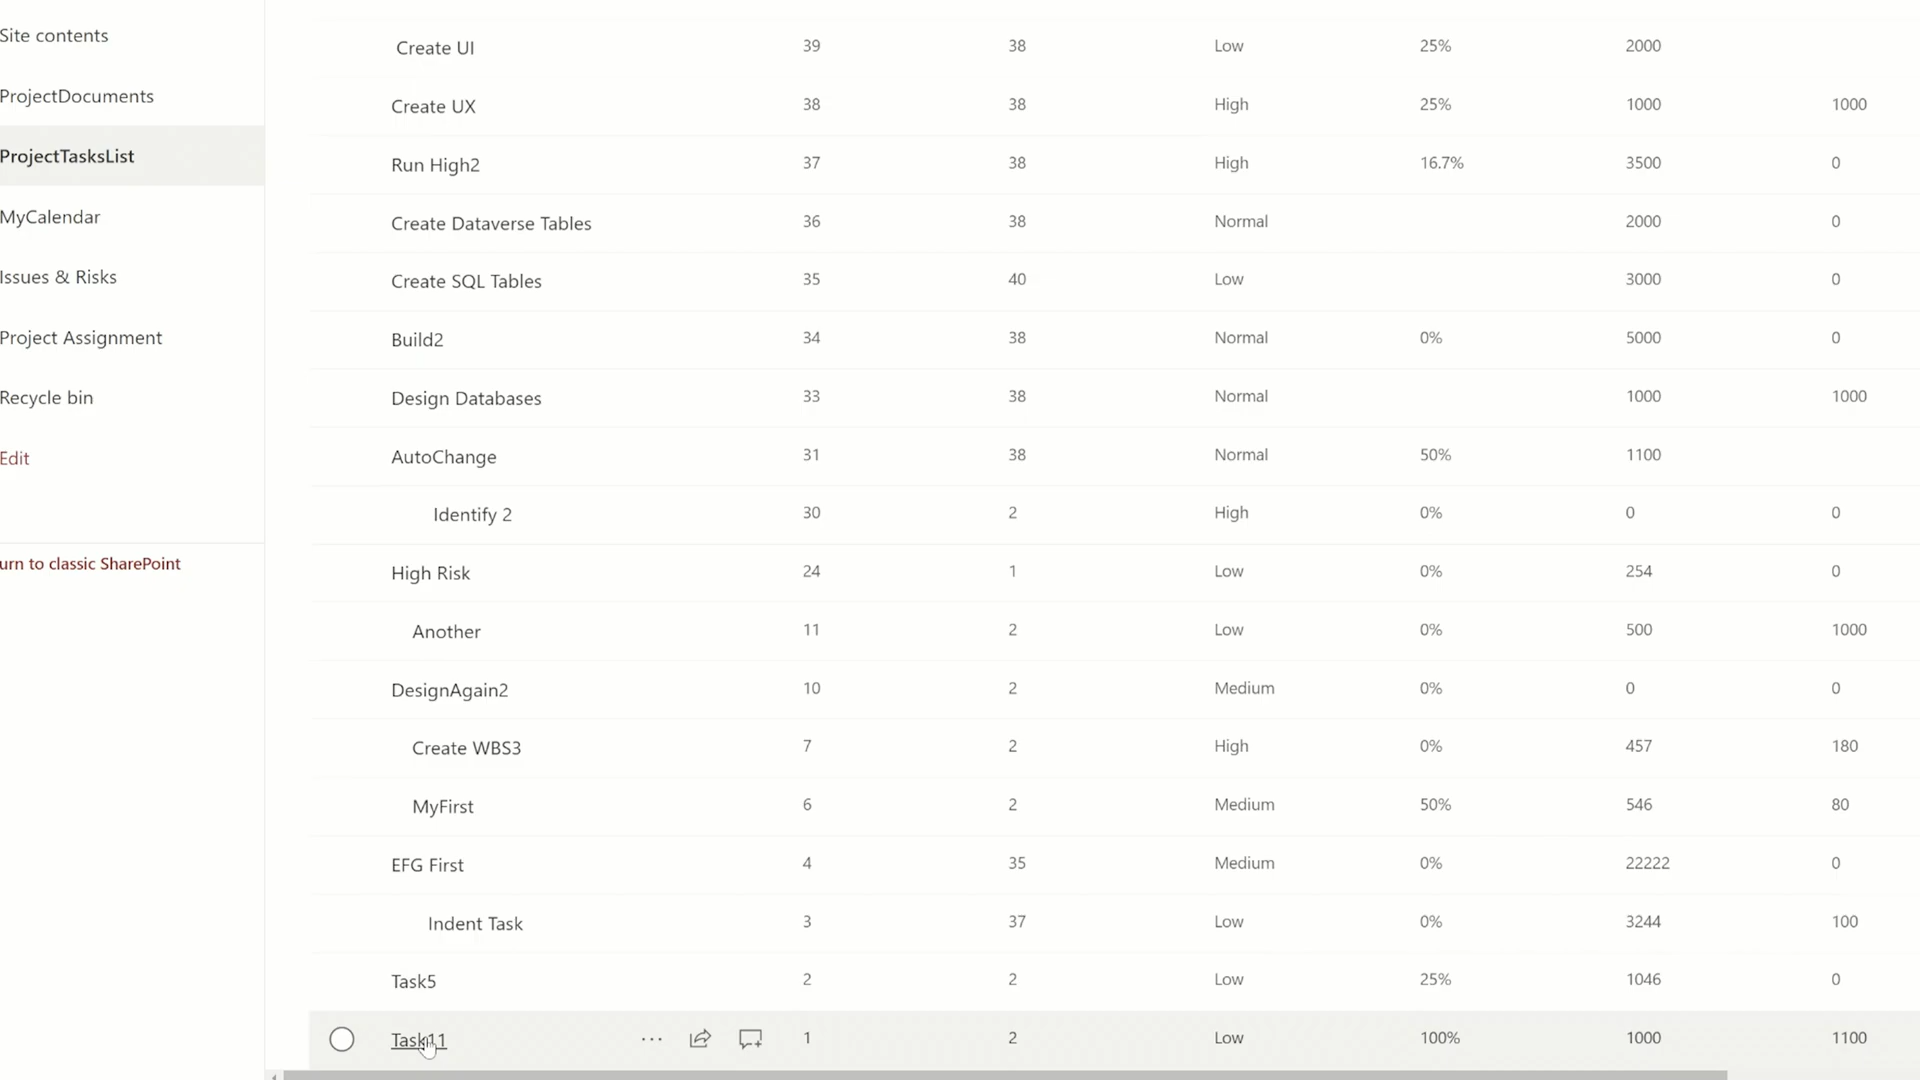 Site contents
ProjectDocuments
ProjectTasksList
MyCalendar
Issues & Risks
Project Assignment
Recycle bin
Edit
urn to classic SharePoint
Create UI 39 38 Low 25% 2000
Create UX 38 38 High 25% 1000 1000
Run High2 37 38 High 16.7% 3500 0
Create Dataverse Tables 36 38 Normal 2000 0
Create SQL Tables 35 40 Low 3000 0
Build2 34 38 Normal 0% 5000 0
Design Databases 33 38 Normal 1000 1000
AutoChange 31 38 Normal 50% 1100
Identify 2 30 2 High 0% 0 0
High Risk 24 1 Low 0% 254 0
Another 11 2 Low 0% 500 1000
DesignAgain2 10 2 Medium 0% 0 0
Create WBS3 7 2 High 0% 457 180
MyFirst 6 2 Medium 50% 546 80
EFG First 4 35 Medium 0% 22222 0
Indent Task 3 37 Low 0% 3244 100
Task5 2 2 Low 25% 1046 0
Task11 1 2 Low 100% 1000 1100